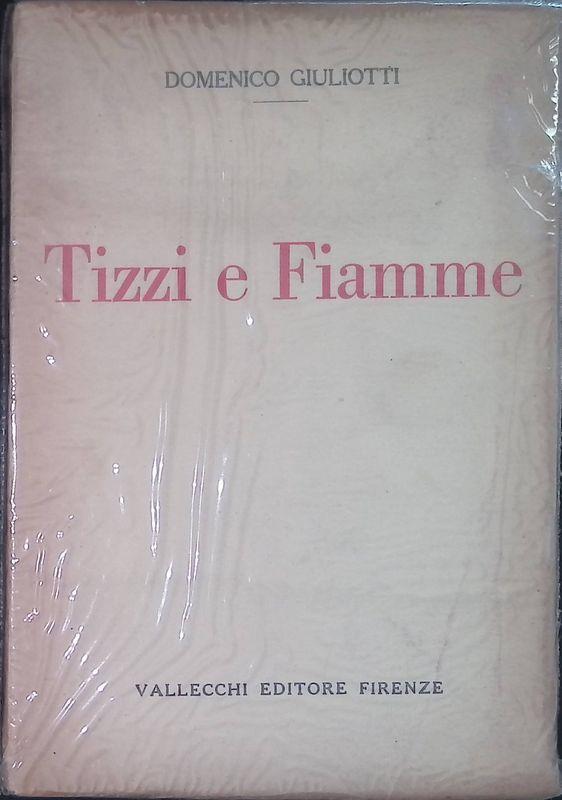 DOMENICO GIULIOTTI
Tizzi e Fiamme
VALLECCHI EDITORE FIRENZE